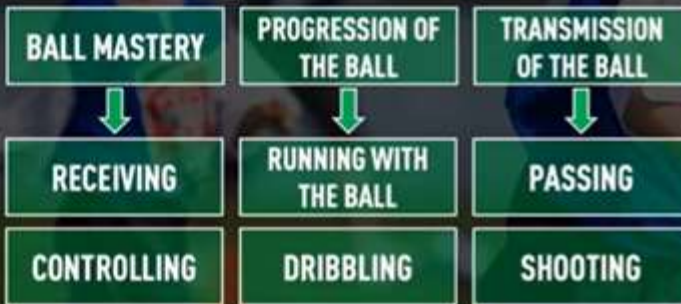 BALL MASTERY
PROGRESSION OF
THE BALL
TRANSMISSION
OF THE BALL
RECEIVING
RUNNING WITH
THE BALL
PASSING
CONTROLLING
DRIBBLING
SHOOTING